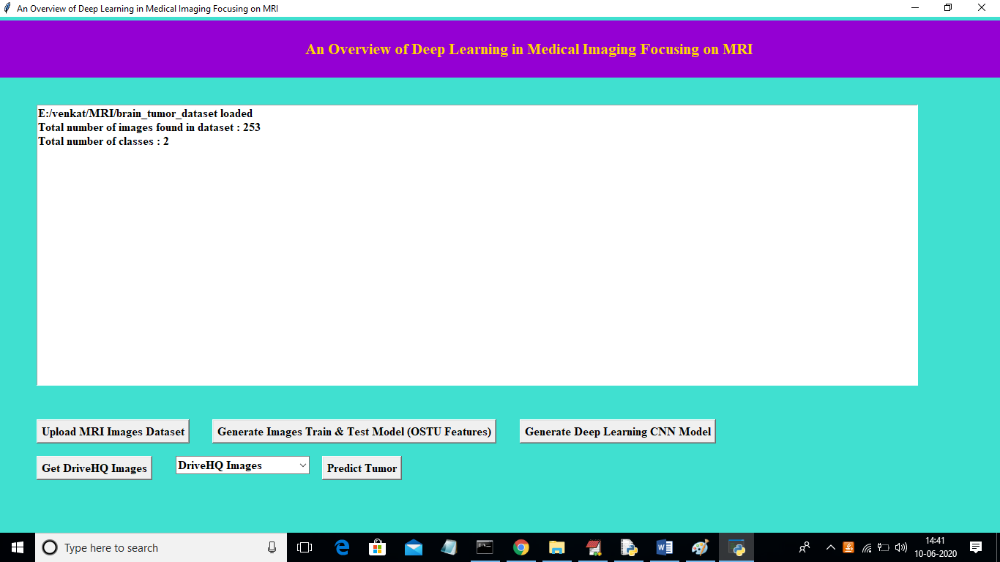 An Overview of Deep Learning in Medical Imaging Focusing on MRI
An Overview of Deep Learning in Medical Imaging Focusing on MRI
E:/venkat/MRI/brain_tumor_dataset loaded
Total number of images found in dataset : 253
Total number of classes : 2
Upload MRI Images Dataset
Generate Images Train & Test Model (OSTU Features)
Generate Deep Learning CNN Model
Get DriveHQ Images
DriveHQ Images
Predict Tumor
Type here to search
14:41
10-06-2020